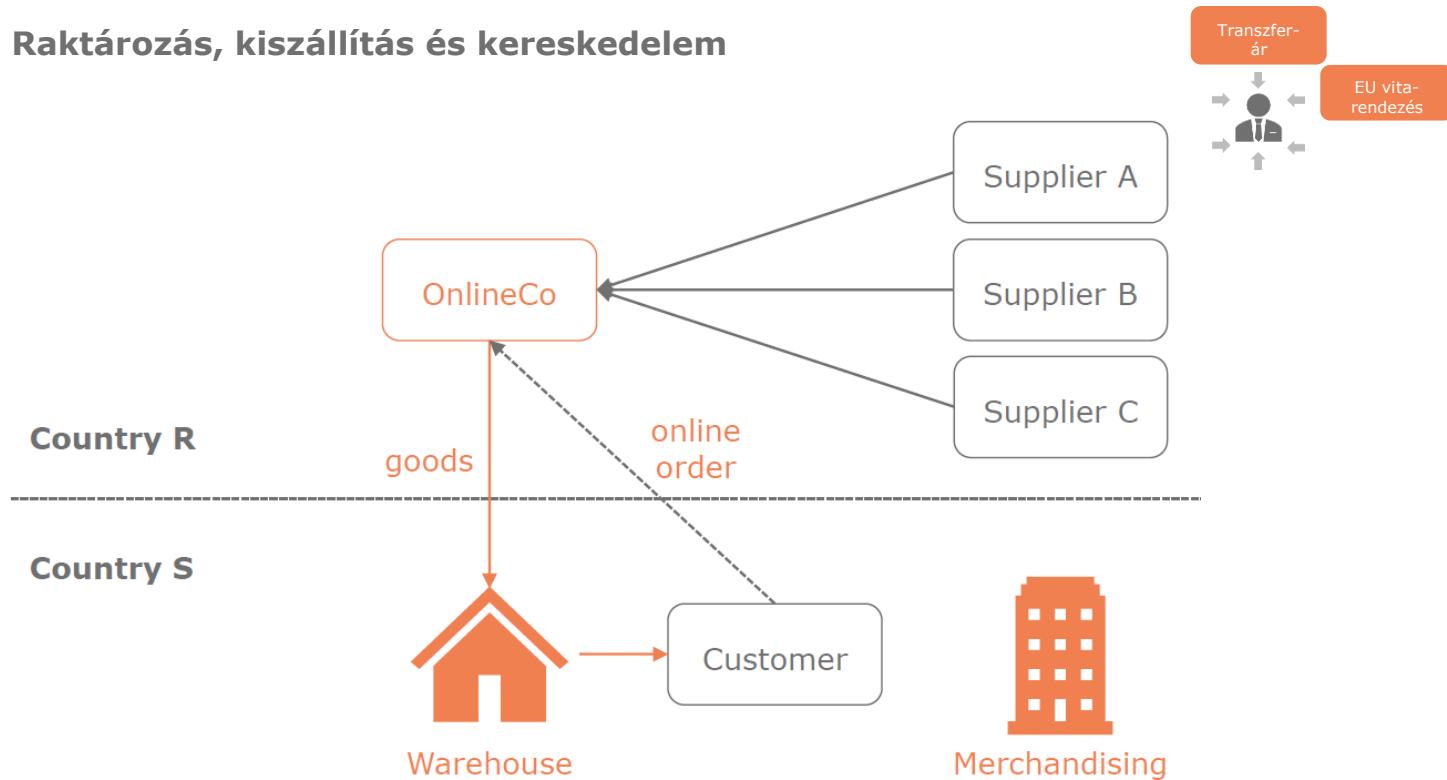 Raktározás, kiszállítás és kereskedelem
Transzfer-
ár
EU vita-
rendezés
Supplier A
OnlineCo
Supplier B
Supplier C
Country R
goods
online
order
Country S
Customer
Warehouse
Merchandising